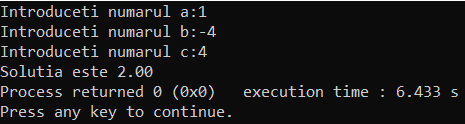 Introduceti numarul a:1
Introduceti numarul b:-4
Introduceti numarul c:4
Solutia este 2.00
Process returned 0 (0x0)   execution time : 6.433 s
Press any key to continue.